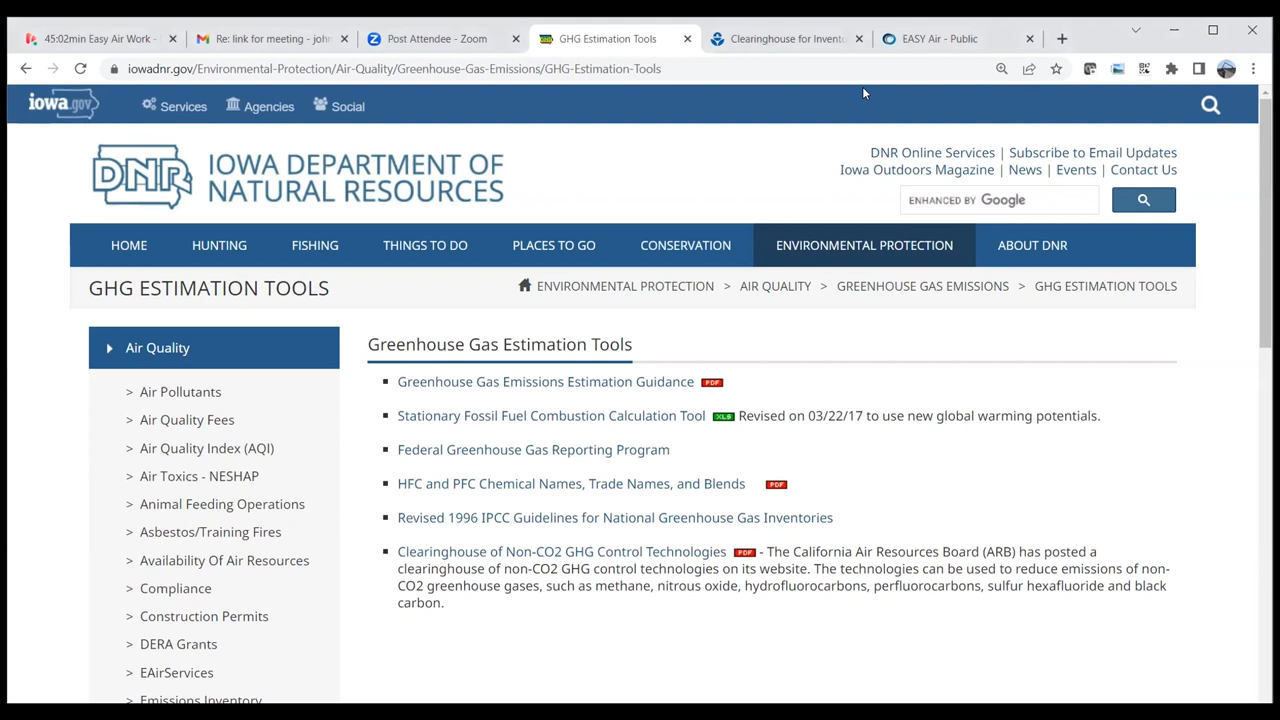 45:02min Easy Air Work - Re: link for meeting - john Post Attendee - Zoom GHG Estimation Tools Clearinghouse for Invento EASY Air - Public
iowadnr.gov/Environmental-Protection/Air-Quality/Greenhouse-Gas-Emissions/GHG-Estimation-Tools
iowa.gov Services Agencies Social
DNR IOWA DEPARTMENT OF
NATURAL RESOURCES
DNR Online Services | Subscribe to Email Updates
Iowa Outdoors Magazine | News | Events | Contact Us
ENHANCED BY Google
HOME HUNTING FISHING THINGS TO DO PLACES TO GO CONSERVATION ENVIRONMENTAL PROTECTION ABOUT DNR
GHG ESTIMATION TOOLS ENVIRONMENTAL PROTECTION > AIR QUALITY > GREENHOUSE GAS EMISSIONS > GHG ESTIMATION TOOLS
Air Quality
> Air Pollutants
> Air Quality Fees
> Air Quality Index (AQI)
> Air Toxics - NESHAP
> Animal Feeding Operations
> Asbestos/Training Fires
> Availability Of Air Resources
> Compliance
> Construction Permits
> DERA Grants
> EAirServices
Emissions Inventory
Greenhouse Gas Estimation Tools
Greenhouse Gas Emissions Estimation Guidance PDF
Stationary Fossil Fuel Combustion Calculation Tool XLS Revised on 03/22/17 to use new global warming potentials.
Federal Greenhouse Gas Reporting Program
HFC and PFC Chemical Names, Trade Names, and Blends PDF
Revised 1996 IPCC Guidelines for National Greenhouse Gas Inventories
Clearinghouse of Non-CO2 GHG Control Technologies PDF - The California Air Resources Board (ARB) has posted a
clearinghouse of non-CO2 GHG control technologies on its website. The technologies can be used to reduce emissions of non-
CO2 greenhouse gases, such as methane, nitrous oxide, hydrofluorocarbons, perfluorocarbons, sulfur hexafluoride and black
carbon.